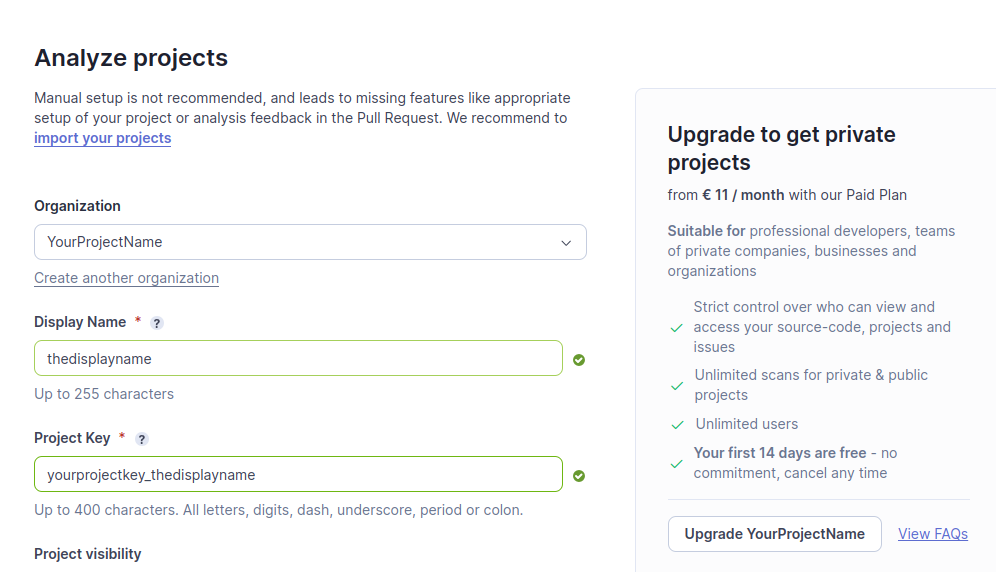 Analyze projects
Manual setup is not recommended, and leads to missing features like appropriate
setup of your project or analysis feedback in the Pull Request. We recommend to
import your projects
Organization
YourProjectName
Create another organization
Display Name * ?
thedisplayname
Up to 255 characters
Project Key * ?
yourprojectkey_thedisplayname
Up to 400 characters. All letters, digits, dash, underscore, period or colon.
Project visibility
Upgrade to get private
projects
from € 11 / month with our Paid Plan
Suitable for professional developers, teams
of private companies, businesses and
organizations
Strict control over who can view and
access your source-code, projects and
issues
Unlimited scans for private & public
projects
Unlimited users
Your first 14 days are free - no
commitment, cancel any time
Upgrade YourProjectName
View FAQs